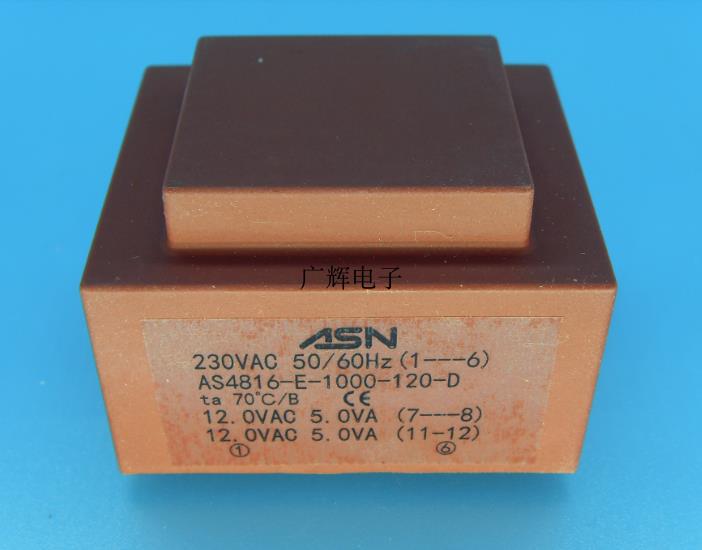 广辉电子
ASN
230VAC 50/60Hz (1---6)
AS4816-E-1000-120-D
ta 70°C/B CE
12.0VAC 5.0VA (7---8)
12.0VAC 5.0VA (11-12)
① ⑥